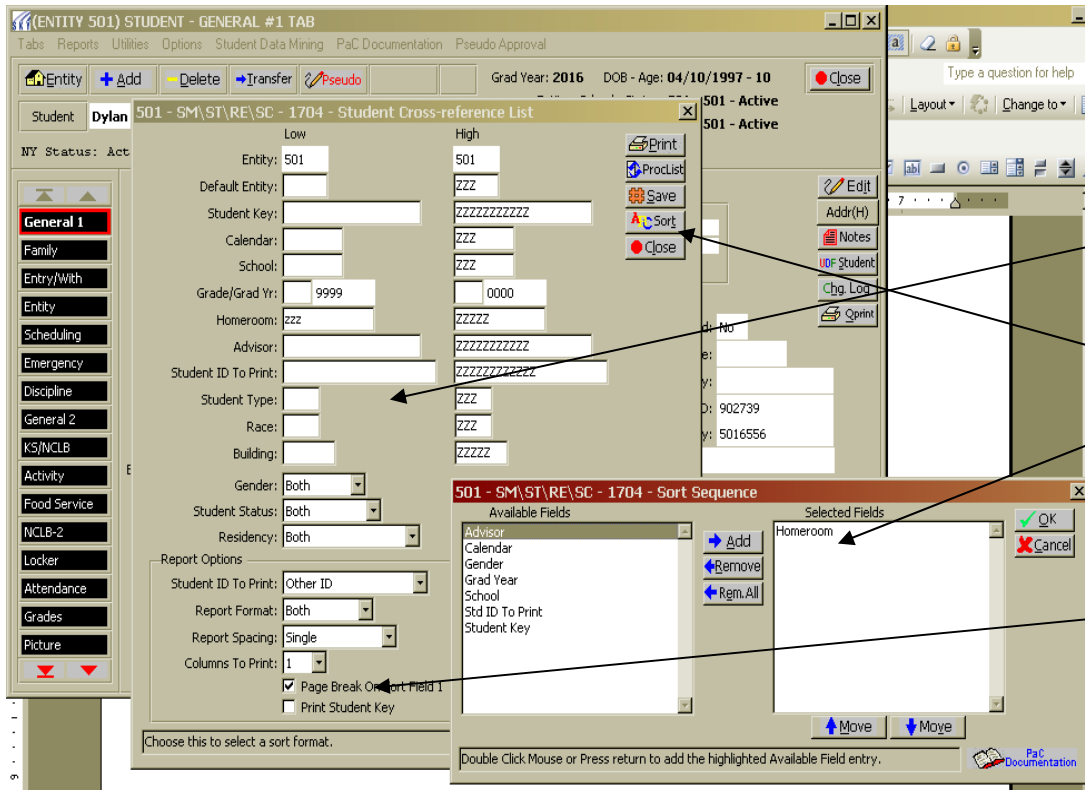 (ENTITY 501) STUDENT - GENERAL #1 TAB
Tabs Reports Utilities Options Student Data Mining PaC Documentation Pseudo Approval
Entity Add Delete Transfer Pseudo Grad Year: 2016 DOB - Age: 04/10/1997 - 10 Close
Type a question for help
Layout Change to
Student Dylan
501 - Active
501 - Active
NY Status: Act
501 - SM\ST\RE\SC - 1704 - Student Cross-reference List
Low High
Entity: 501 501
Default Entity: ZZZ
Student Key: ZZZZZZZZZZZ
Calendar: ZZZ
School: ZZZ
Grade/Grad Yr: 9999 0000
Homeroom: zzz ZZZZZ
Advisor: ZZZZZZZZZZZ
Student ID To Print: ZZZZZZZZZZZZ
Student Type: ZZZ
Race: ZZZ
Building: ZZZZZ
Gender: Both
Student Status: Both
Residency: Both
Report Options
Student ID To Print: Other ID
Report Format: Both
Report Spacing: Single
Columns To Print: 1
Page Break On Sort Field 1
Print Student Key
Choose this to select a sort format.
Print
ProcList
Save
Sort
Close
General 1
Family
Entry/With
Entity
Scheduling
Emergency
Discipline
General 2
KS/NCLB
Activity
Food Service
NCLB-2
Locker
Attendance
Grades
Picture
Edit
Addr(H)
Notes
UDF Student
Chg. Log
Qprint
d: No
e:
y:
D: 902739
y: 5016556
7
501 - SM\ST\RE\SC - 1704 - Sort Sequence
Available Fields Selected Fields
Advisor
Calendar
Gender
Grad Year
School
Std ID To Print
Student Key
Add
Remove
Rem.All
Homeroom
OK
Cancel
Move Move
Double Click Mouse or Press return to add the highlighted Available Field entry.
PaC
Documentation
9